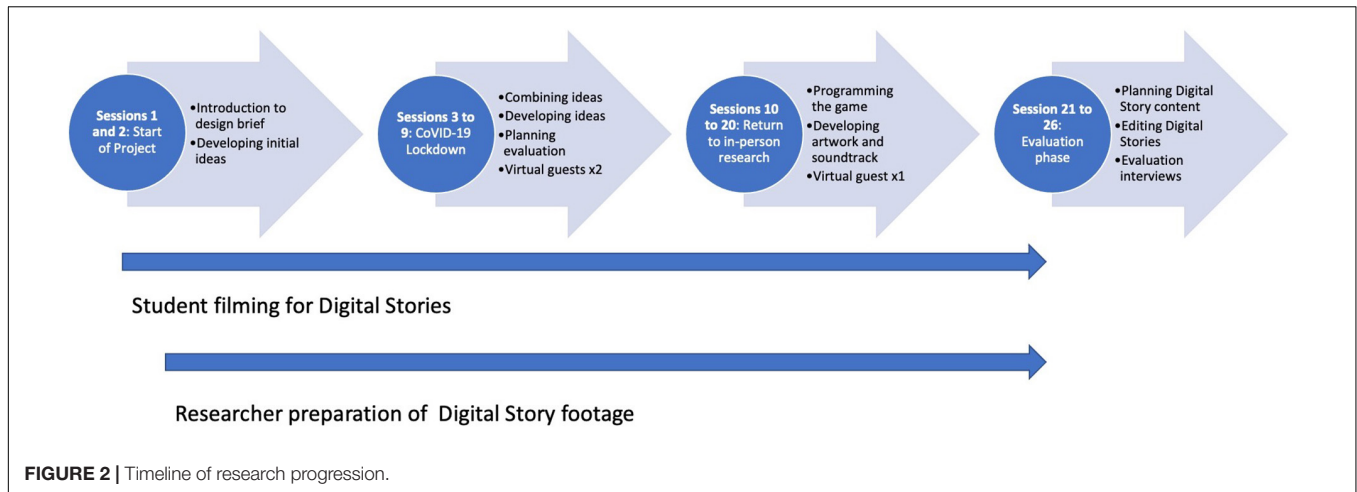 Sessions 1
and 2: Start
of Project
•Introduction to
design brief
•Developing initial
ideas
Sessions 3 to
9: CoVID-19
Lockdown
•Combining ideas
•Developing ideas
•Planning
evaluation
•Virtual guests x2
Sessions 10
to 20: Return
to in-person
research
•Programming
the game
•Developing
artwork and
soundtrack
•Virtual guest x1
Session 21 to
26: Evaluation
phase
•Planning Digital
Story content
•Editing Digital
Stories
•Evaluation
interviews
Student filming for Digital Stories
Researcher preparation of Digital Story footage
FIGURE 2 | Timeline of research progression.